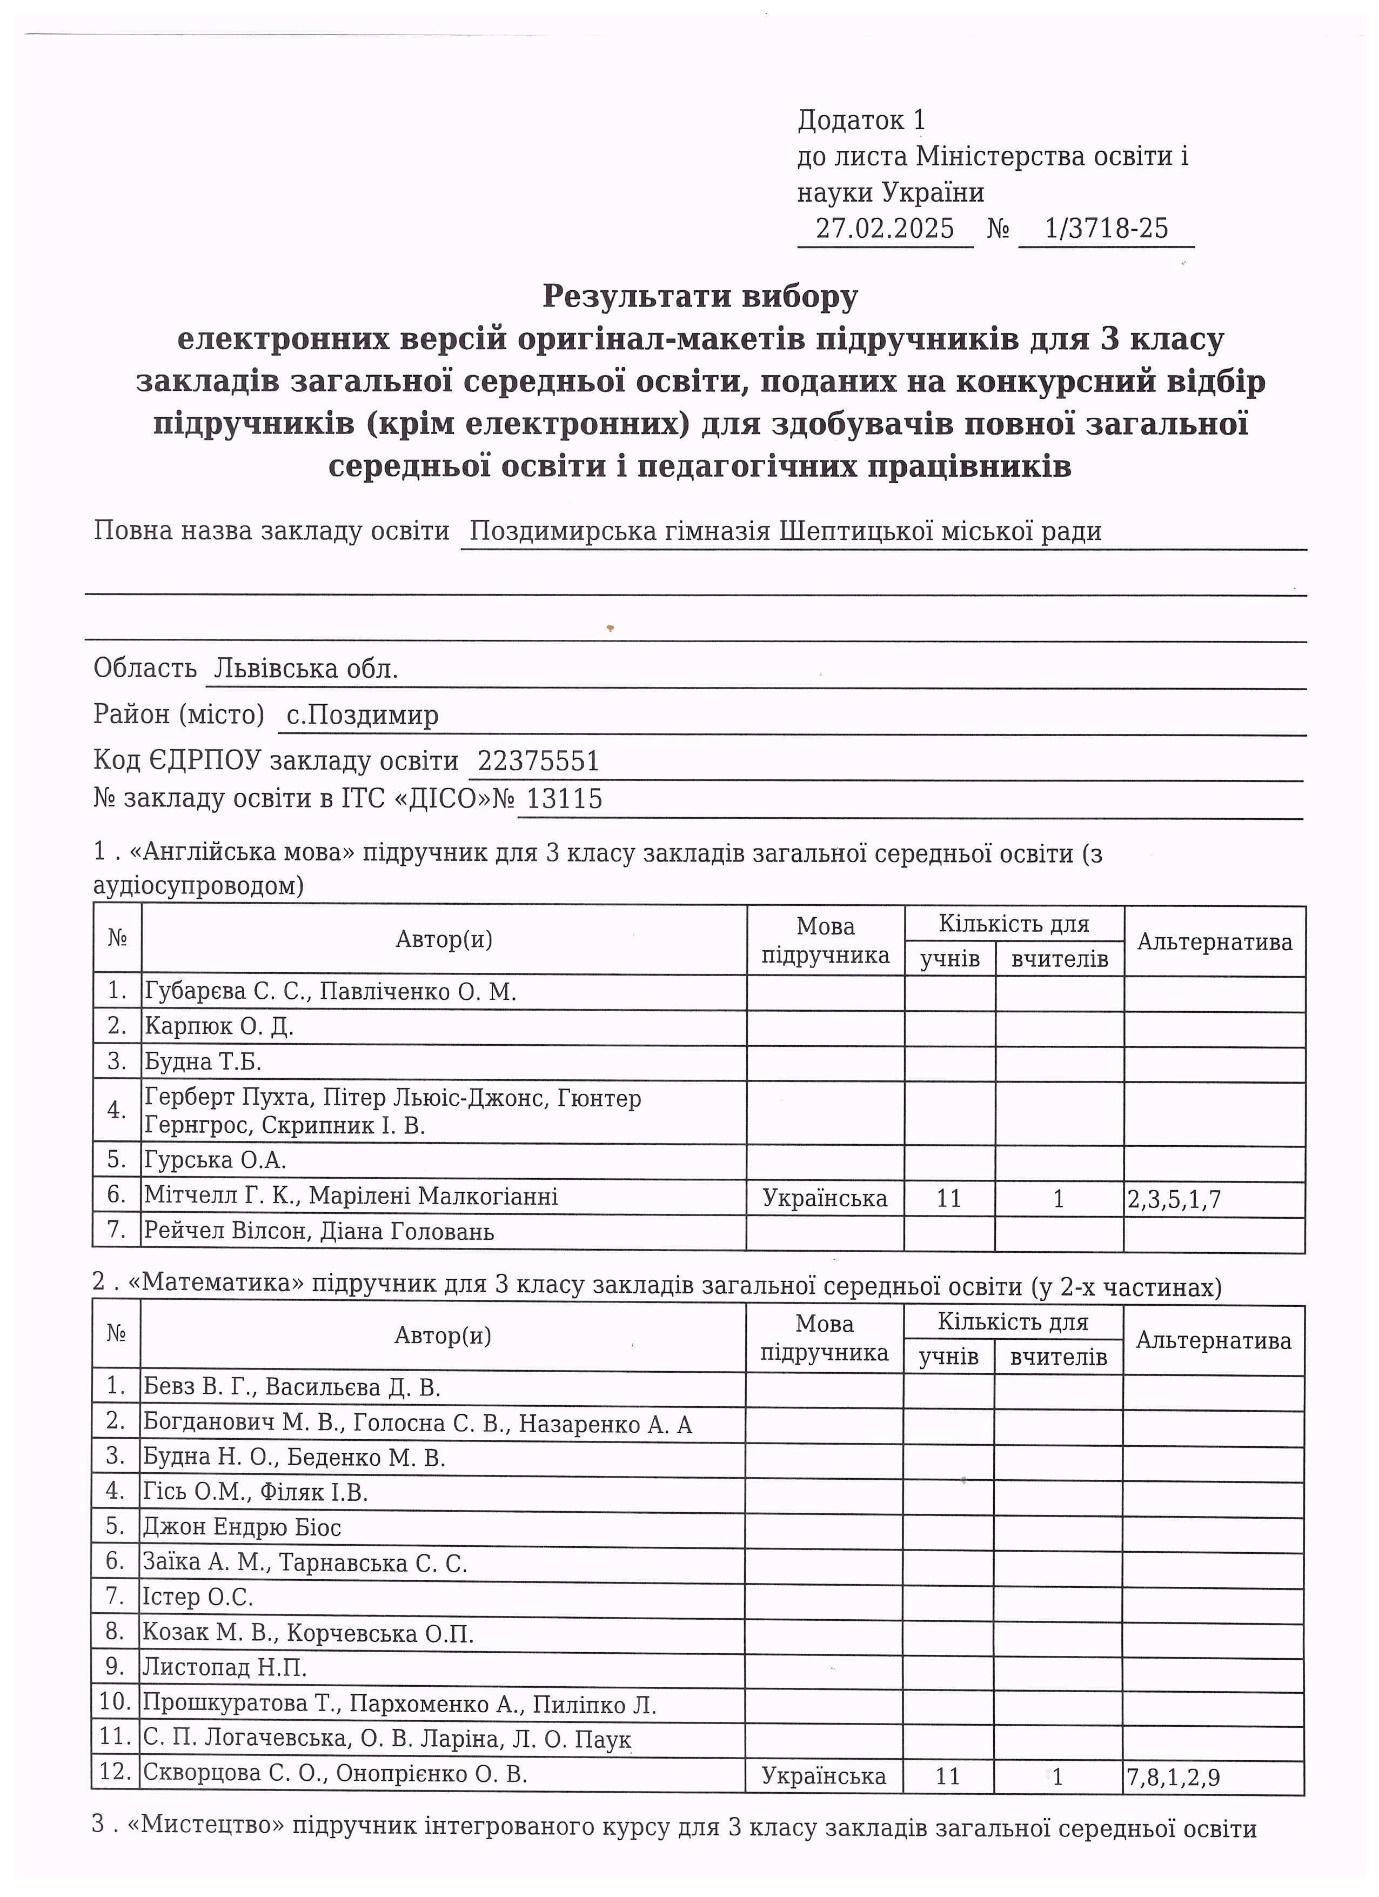 Додаток 1
до листа Міністерства освіти і
науки України
27.02.2025 № 1/3718-25
Результати вибору
електронних версій оригінал-макетів підручників для 3 класу
закладів загальної середньої освіти, поданих на конкурсний відбір
підручників (крім електронних) для здобувачів повної загальної
середньої освіти і педагогічних працівників
Повна назва закладу освіти Поздимирська гімназія Шептицької міської ради
Область Львівська обл.
Район (місто) с.Поздимир
Код ЄДРПОУ закладу освіти 22375551
№ закладу освіти в ІТС «ДІСО»№ 13115
1 . «Англійська мова» підручник для 3 класу закладів загальної середньої освіти (з
аудіосупроводом)
№ Автор(и) Мова підручника Кількість для учнів вчителів Альтернатива
1. Губарєва С. С., Павліченко О. М.
2. Карпюк О. Д.
3. Будна Т.Б.
4. Герберт Пухта, Пітер Льюіс-Джонс, Гюнтер
Гернгрос, Скрипник І. В.
5. Гурська О.А.
6. Мітчелл Г. К., Марілені Малкогіанні Українська 11 1 2,3,5,1,7
7. Рейчел Вілсон, Діана Головань
2 . «Математика» підручник для 3 класу закладів загальної середньої освіти (у 2-х частинах)
№ Автор(и) Мова підручника Кількість для учнів вчителів Альтернатива
1. Бевз В. Г., Васильєва Д. В.
2. Богданович М. В., Голосна С. В., Назаренко А. А
3. Будна Н. О., Беденко М. В.
4. Гісь О.М., Філяк І.В.
5. Джон Ендрю Біос
6. Заїка А. М., Тарнавська С. С.
7. Істер О.С.
8. Козак М. В., Корчевська О.П.
9. Листопад Н.П.
10. Прошкуратова Т., Пархоменко А., Пиліпко Л.
11. С. П. Логачевська, О. В. Ларіна, Л. О. Паук
12. Скворцова С. О., Онопрієнко О. В. Українська 11 1 7,8,1,2,9
3 . «Мистецтво» підручник інтегрованого курсу для 3 класу закладів загальної середньої освіти